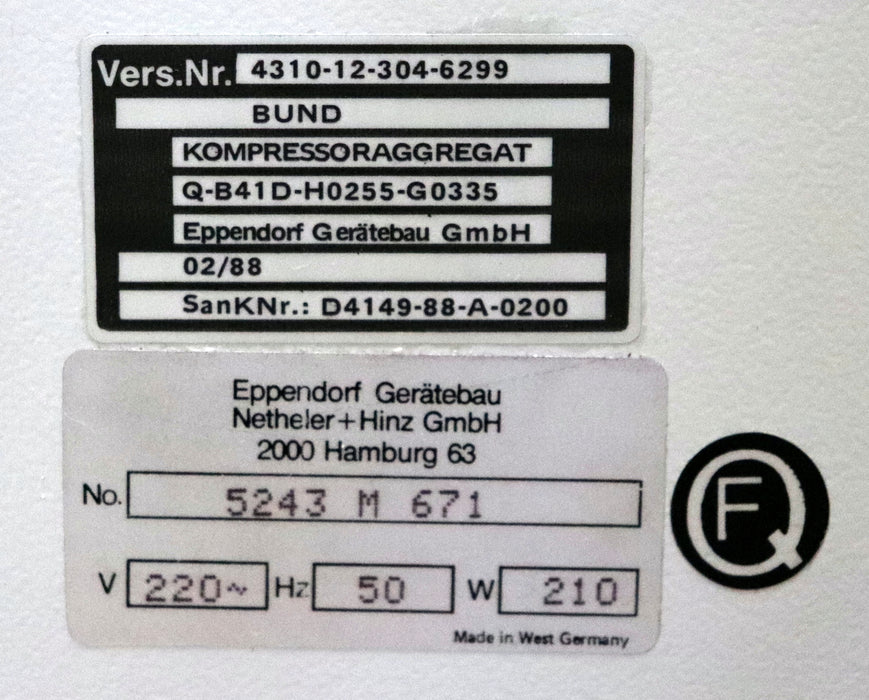 Vers.Nr. 4310-12-304-6299
BUND
KOMPRESSORAGGREGAT
Q-B41D-H0255-G0335
Eppendorf Gerätebau GmbH
02/88
SanKNr.: D4149-88-A-0200
Eppendorf Gerätebau
Netheler+Hinz GmbH
2000 Hamburg 63
No. 5243 M 671
V 220~ Hz 50 W 210
Made in West Germany
QF